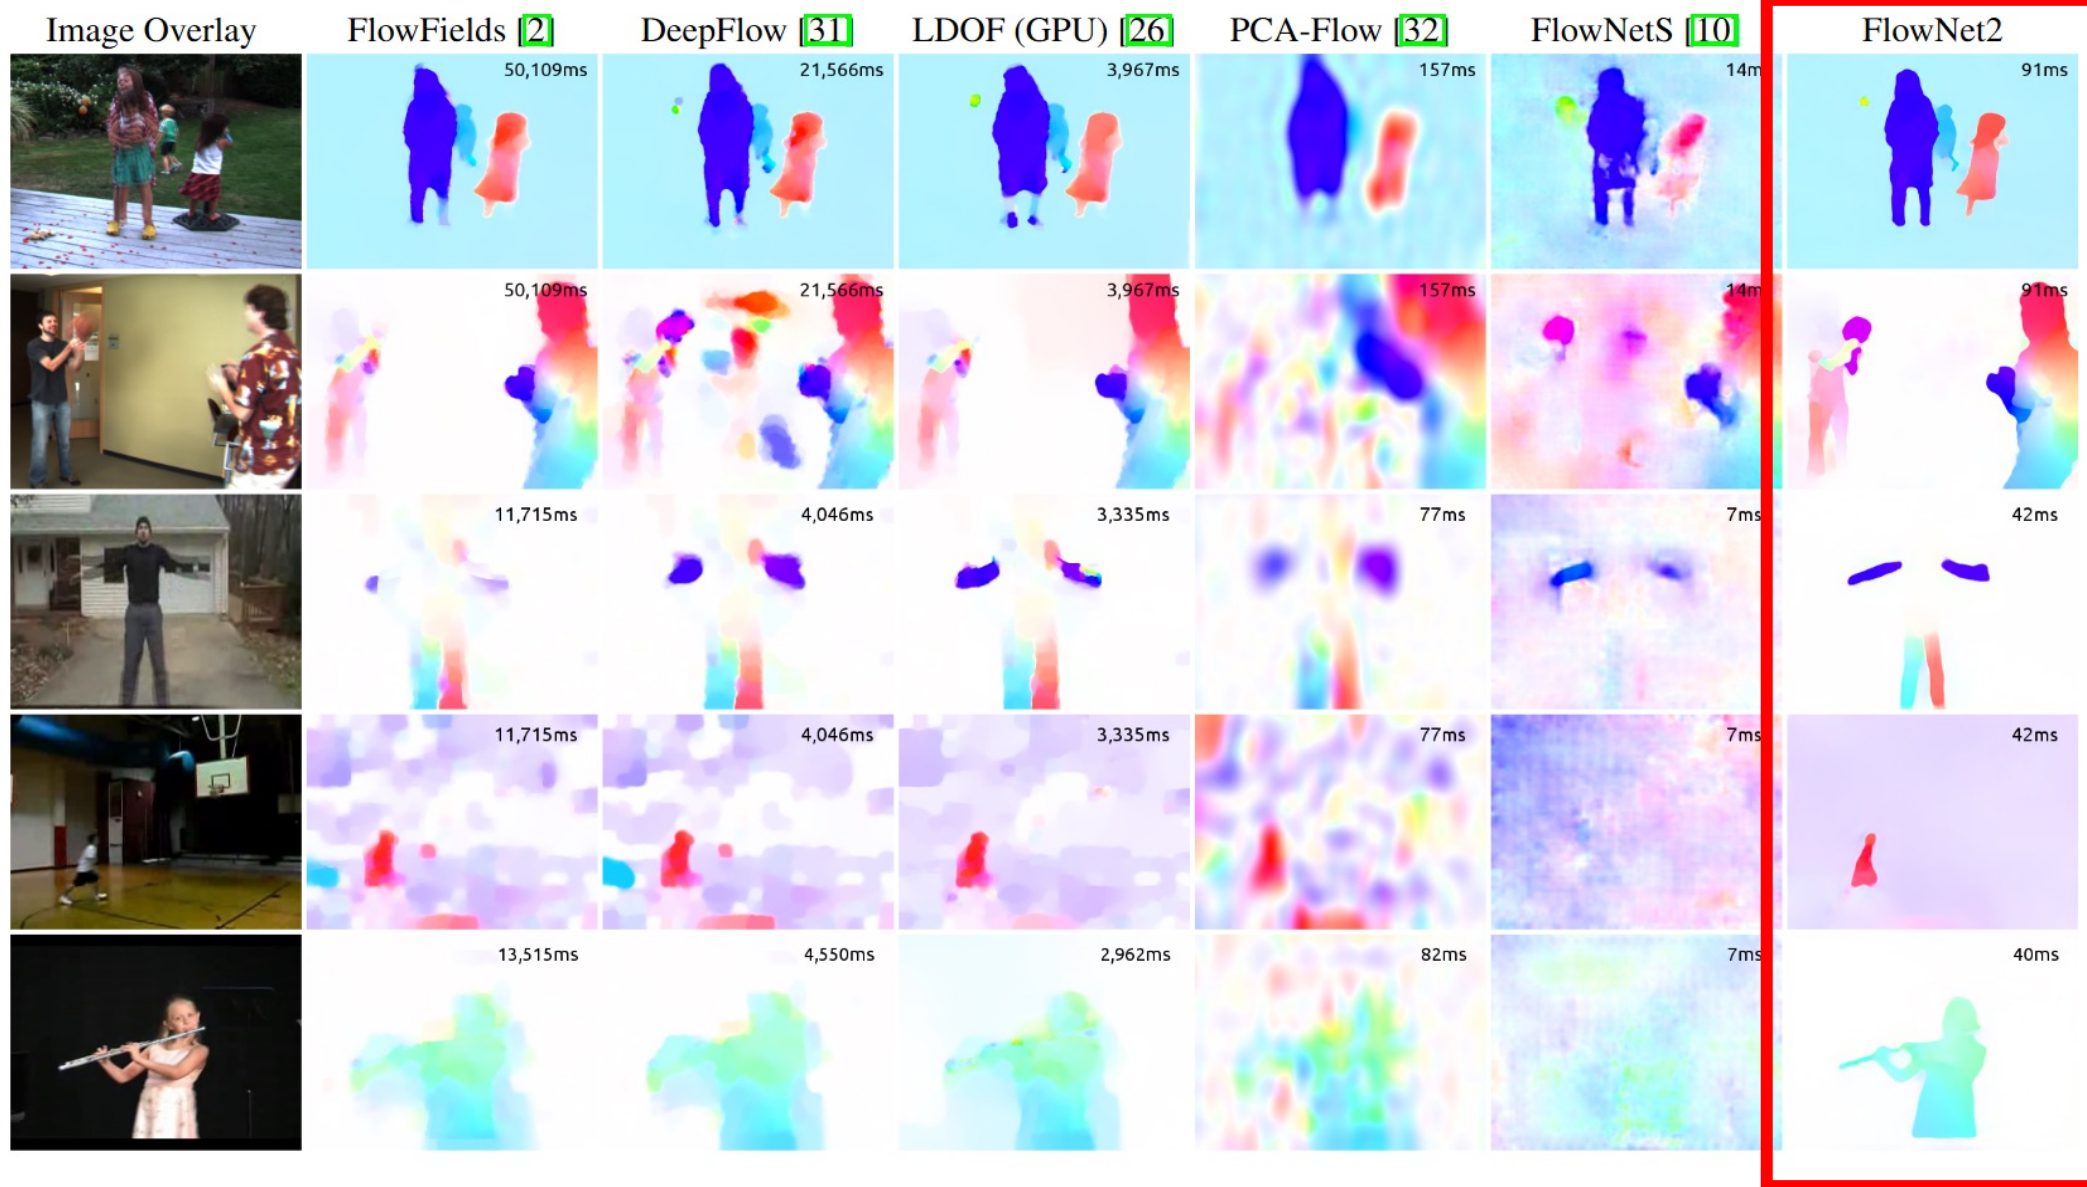 Image Overlay FlowFields [2] DeepFlow [31] LDOF (GPU) [26] PCA-Flow [32] FlowNetS [10] FlowNet2
50,109ms 21,566ms 3,967ms 157ms 14m 91ms
50,109ms 21,566ms 3,967ms 157ms 14m 91ms
11,715ms 4,046ms 3,335ms 77ms 7ms 42ms
11,715ms 4,046ms 3,335ms 77ms 7ms 42ms
13,515ms 4,550ms 2,962ms 82ms 7ms 40ms